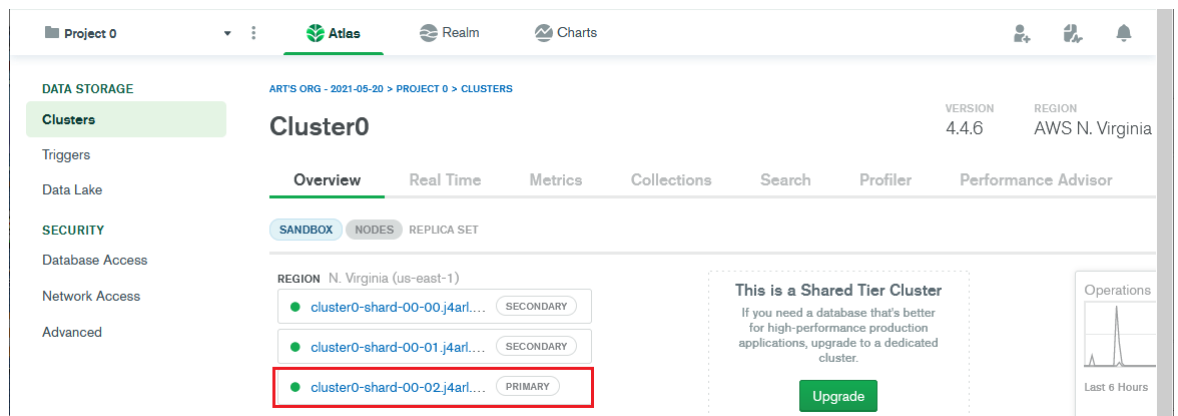 Project 0
Atlas
Realm
Charts
DATA STORAGE
Clusters
Triggers
Data Lake
SECURITY
Database Access
Network Access
Advanced
ART'S ORG - 2021-05-20 > PROJECT 0 > CLUSTERS
Cluster0
VERSION
4.4.6
REGION
AWS N. Virginia
Overview Real Time Metrics Collections Search Profiler Performance Advisor
SANDBOX NODES REPLICA SET
REGION N. Virginia (us-east-1)
cluster0-shard-00-00.j4arl.... SECONDARY
cluster0-shard-00-01.j4arl.... SECONDARY
cluster0-shard-00-02.j4arl.... PRIMARY
This is a Shared Tier Cluster
If you need a database that's better
for high-performance production
applications, upgrade to a dedicated
cluster.
Upgrade
Operations
Last 6 Hours